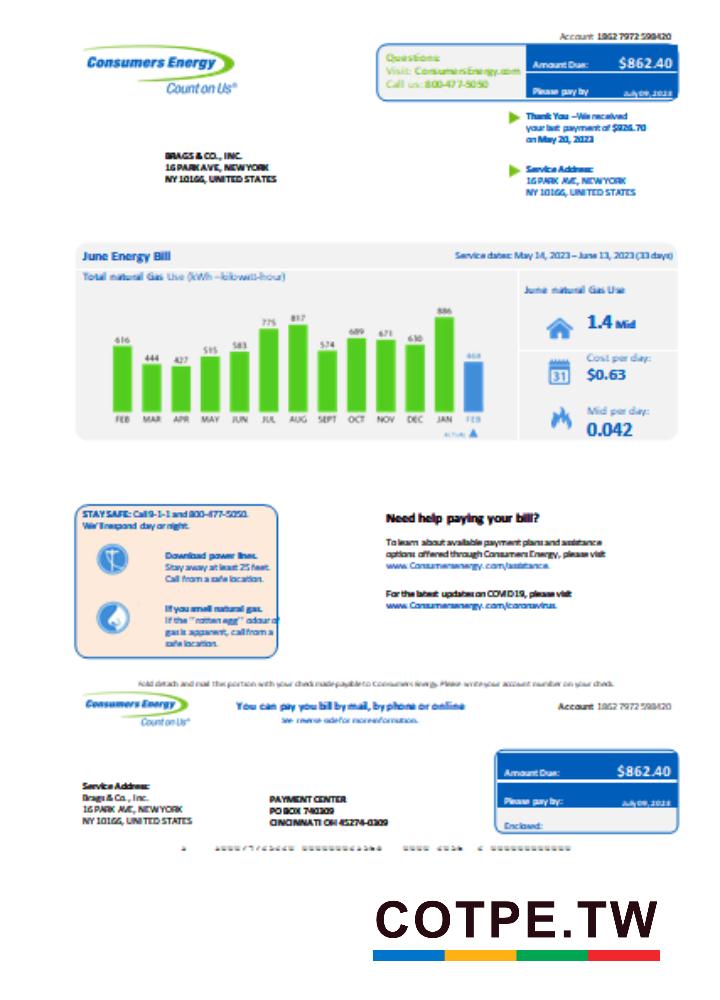 Account 1862 7972 598420
Consumers Energy
Count on Us®
Questions:
Visit: ConsumersEnergy.com
Call us: 800-477-5050
Amount Due: $862.40
Please pay by July 09, 2023
Thank You –We received
your last payment of $926.70
on May 20, 2023
BRAGS & CO., INC.
16 PARK AVE, NEW YORK
NY 10166, UNITED STATES
Service Address:
16 PARK AVE, NEW YORK
NY 10166, UNITED STATES
June Energy Bill
Service dates: May 14, 2023 – June 13, 2023 (33 days)
Total natural Gas Use (kWh –kilowatt-hour)
June natural Gas Use
616 444 427 515 583 775 817 574 689 671 630 886 468
FEB MAR APR MAY JUN JUL AUG SEPT OCT NOV DEC JAN FEB
ACTUAL
1.4 Mid
Cost per day:
31
$0.63
Mid per day:
0.042
STAY SAFE: Call 9-1-1 and 800-477-5050.
We'll respond day or night.
Download power lines.
Stay away at least 25 feet.
Call from a safe location.
If you smell natural gas.
If the "rotten egg" odour of
gas is apparent, call from a
safe location.
Need help paying your bill?
To learn about available payment plans and assistance
options offered through Consumers Energy, please visit
www. Consumersenergy. com/assistance.
For the latest updates on COVID19, please visit
www. Consumersenergy. com/coronavirus.
Fold detach and mail this portion with your check made payable to Consumers Energy. Please write your account number on your check.
Consumers Energy
Count on Us®
You can pay you bill by mail, by phone or online
See reverse side for more information.
Account 1862 7972 598420
Amount Due: $862.40
Please pay by: July 09, 2023
Enclosed:
Service Address:
Brags & Co., Inc.
16 PARK AVE, NEW YORK
NY 10166, UNITED STATES
PAYMENT CENTER
PO BOX 740309
CINCINNATI OH 45274-0309
COTPE.TW